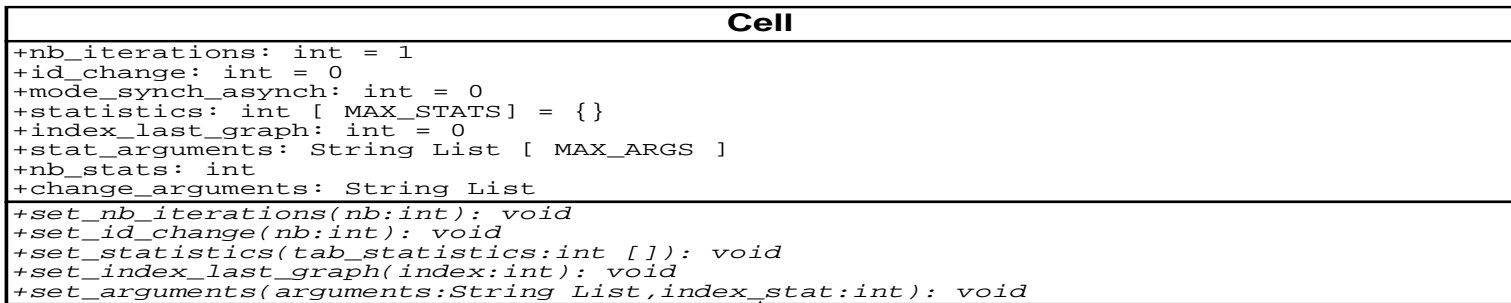 Cell
+nb_iterations: int = 1
+id_change: int = 0
+mode_synch_asynch: int = 0
+statistics: int [ MAX_STATS] = {}
+index_last_graph: int = 0
+stat_arguments: String List [ MAX_ARGS ]
+nb_stats: int
+change_arguments: String List
+set_nb_iterations(nb:int): void
+set_id_change(nb:int): void
+set_statistics(tab_statistics:int []): void
+set_index_last_graph(index:int): void
+set_arguments(arguments:String List,index_stat:int): void